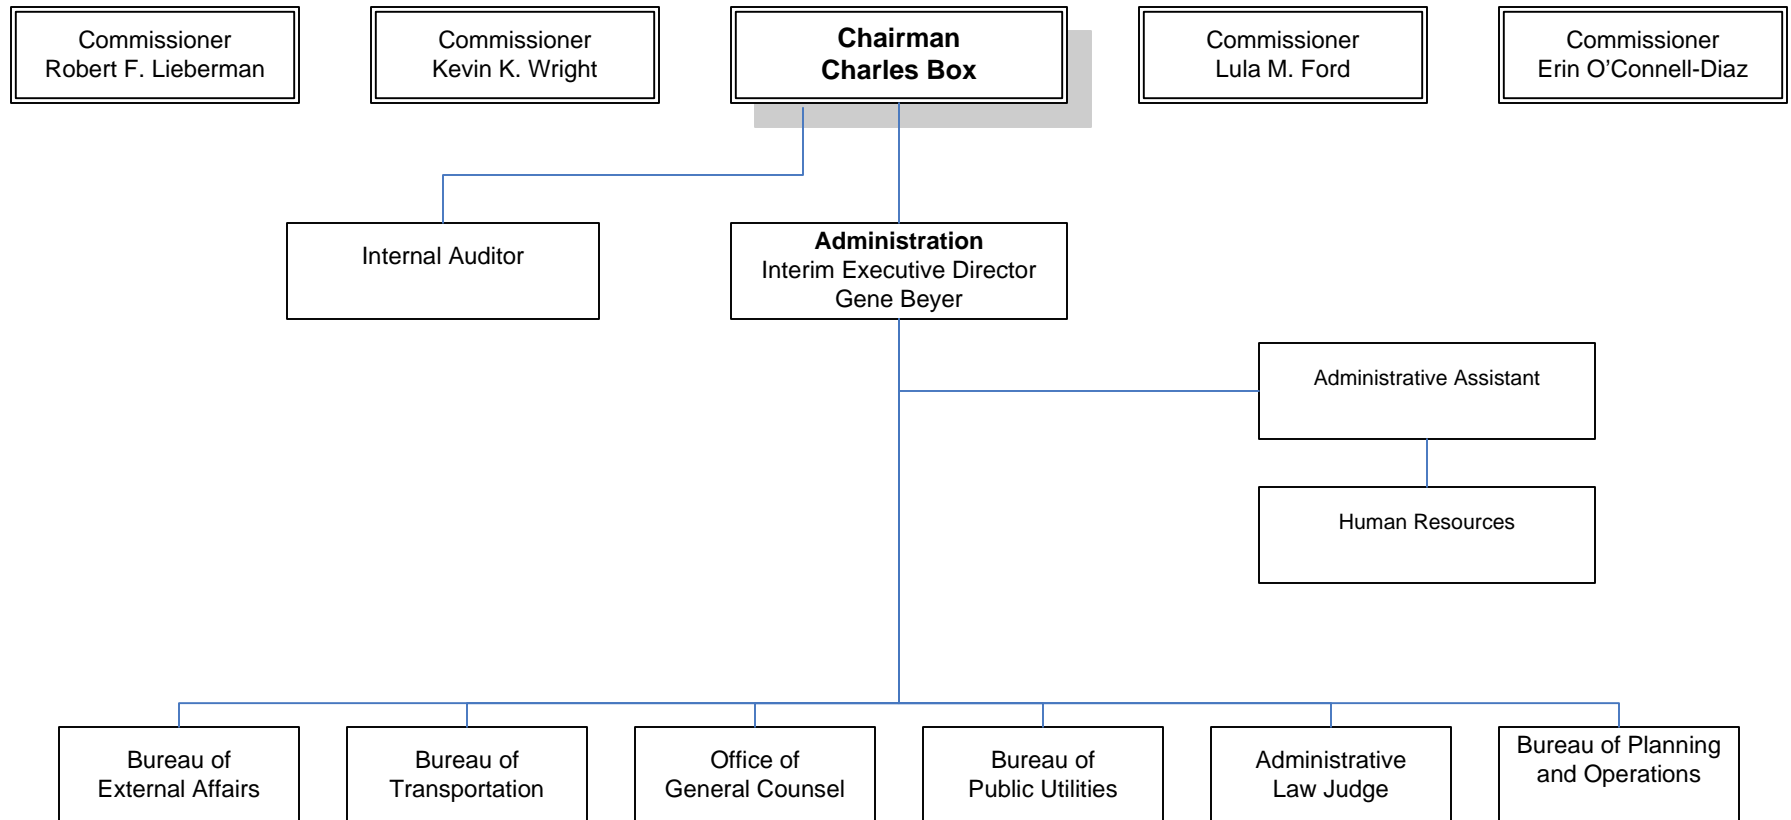 Commissioner
Robert F. Lieberman
Commissioner
Kevin K. Wright
Chairman
Charles Box
Commissioner
Lula M. Ford
Commissioner
Erin O’Connell-Diaz
Internal Auditor
Administration
Interim Executive Director
Gene Beyer
Administrative Assistant
Human Resources
Bureau of
External Affairs
Bureau of
Transportation
Office of
General Counsel
Bureau of
Public Utilities
Administrative
Law Judge
Bureau of Planning
and Operations